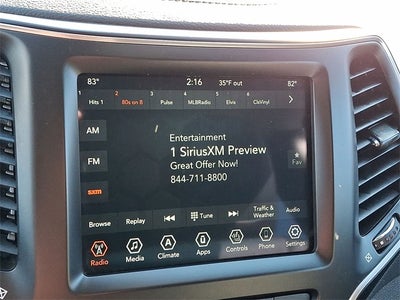 83° 2:16 35°F out 82°
1 2 3 4 5 6
Hits 1 80s on 8 Pulse MLBRadio Elvis ClsVinyl
AM
Entertainment
1 SiriusXM Preview
FM
Great Offer Now!
Fav
844-711-8800
sxm
Browse Replay Tune Traffic & Weather Audio
Radio Media Climate Apps Controls Phone Settings